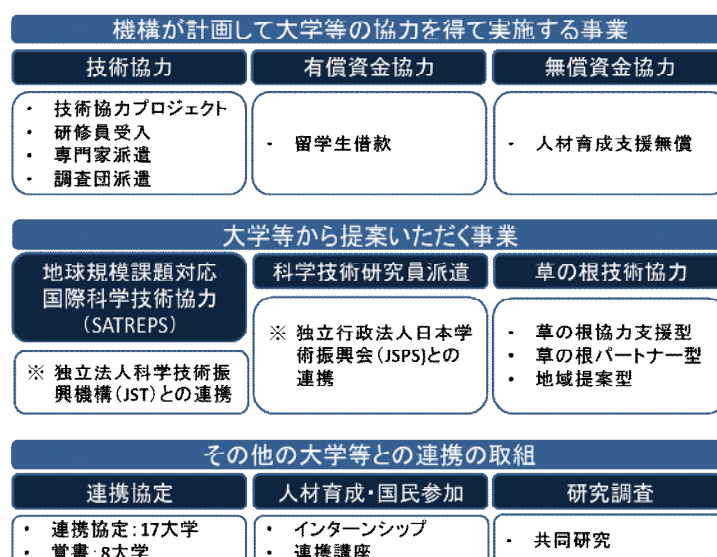 機構が計画して大学等の協力を得て実施する事業
技術協力
有償資金協力
無償資金協力
・ 技術協力プロジェクト
・ 研修員受入
・ 専門家派遣
・ 調査団派遣
・ 留学生借款
・ 人材育成支援無償
大学等から提案いただく事業
地球規模課題対応
国際科学技術協力
(SATREPS)
科学技術研究員派遣
草の根技術協力
※ 独立法人科学技術振
興機構(JST)との連携
※ 独立行政法人日本学
術振興会(JSPS)との
連携
・ 草の根協力支援型
・ 草の根パートナー型
・ 地域提案型
その他の大学等との連携の取組
連携協定
人材育成・国民参加
研究調査
・ 連携協定:17大学
・ 覚書:8大学
・ インターンシップ
・ 連携講座
・ 共同研究